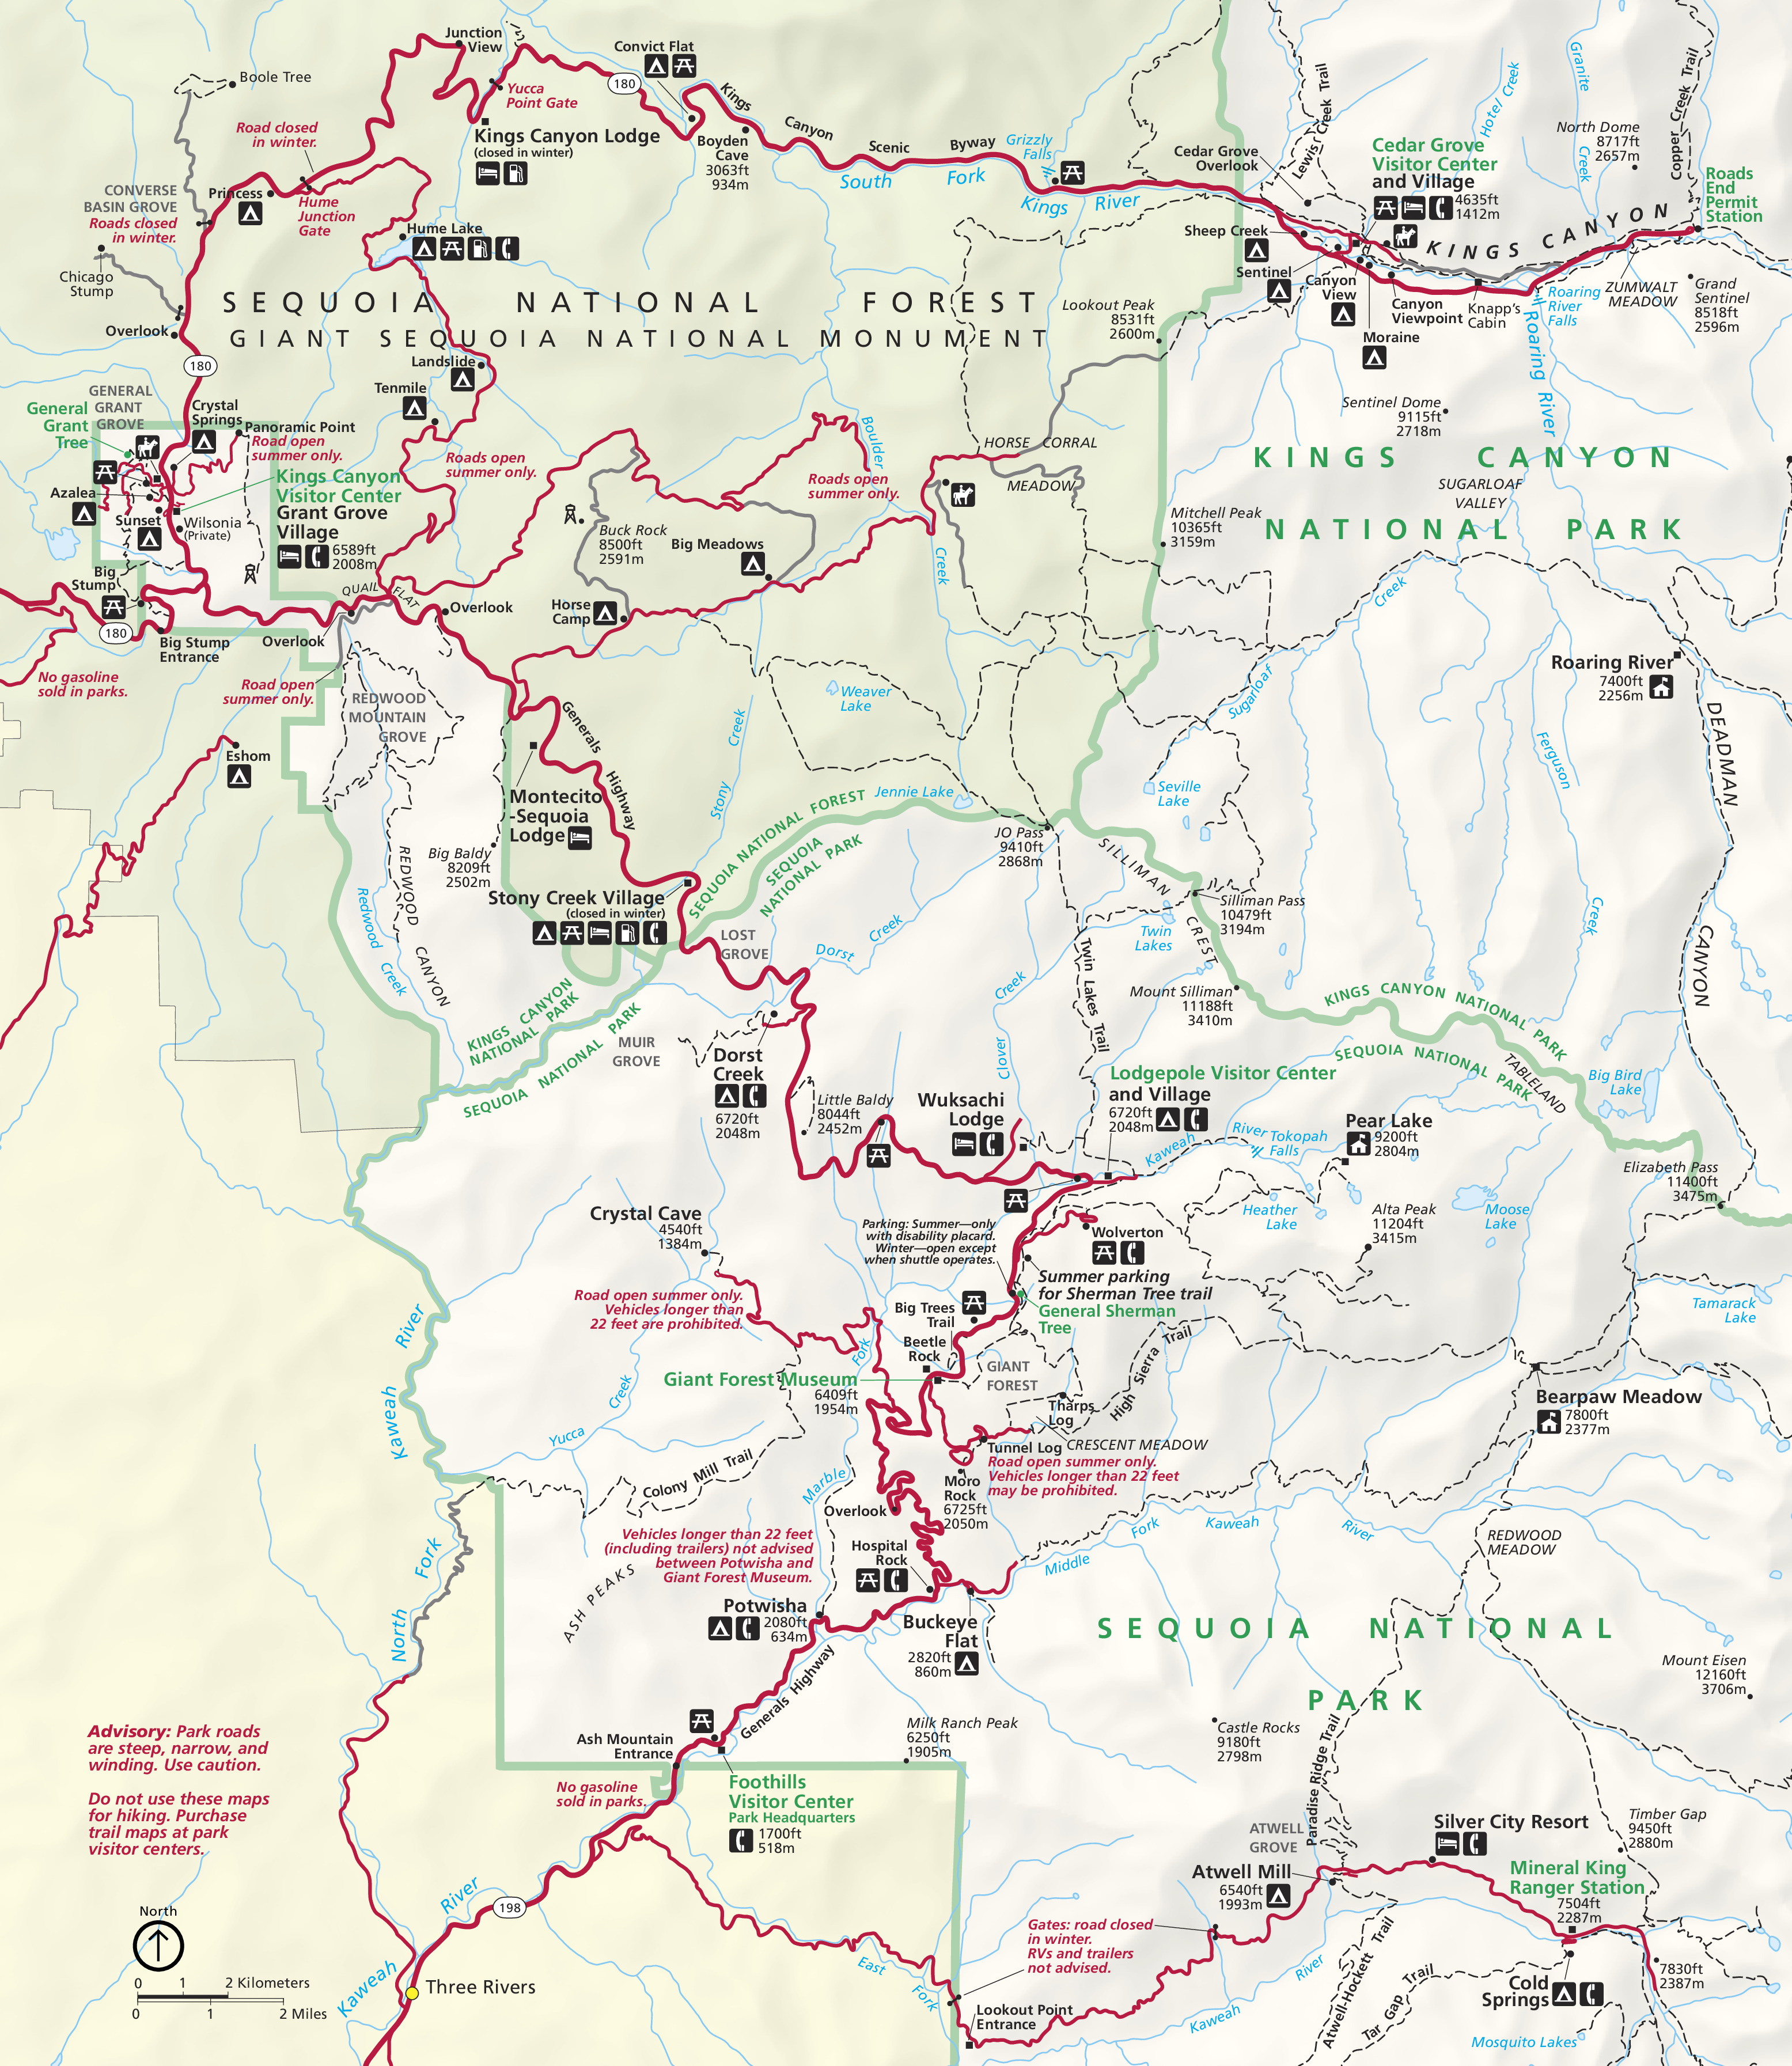 Junction
View
Convict Flat
Boole Tree
180
Yucca
Point Gate
Kings
Canyon
Scenic
Byway
Road closed
in winter.
Kings Canyon Lodge
(closed in winter)
Boyden
Cave
3063ft
934m
Grizzly
Falls
South Fork
Kings River
Cedar Grove
Overlook
Lewis Creek Trail
Hotel Creek
Granite
Creek
Copper Creek Trail
North Dome
8717ft
2657m
Cedar Grove
Visitor Center
and Village
4635ft
1412m
Roads
End
Permit
Station
CONVERSE
BASIN GROVE
Roads closed
in winter.
Princess
Hume
Junction
Gate
Hume Lake
Chicago
Stump
Sheep Creek
KINGS CANYON
Sentinel
Canyon
View
Canyon
Viewpoint
Knapp's
Cabin
Moraine
Roaring
River
Falls
ZUMWALT
MEADOW
Grand
Sentinel
8518ft
2596m
SEQUOIA NATIONAL FOREST
GIANT SEQUOIA NATIONAL MONUMENT
Lookout Peak
8531ft
2600m
Roaring River
Overlook
180
Landslide
Tenmile
GENERAL
GRANT
GROVE
General
Grant
Tree
Crystal
Springs
Panoramic Point
Road open
summer only.
Sentinel Dome
9115ft
2718m
Kings Canyon
Visitor Center
Grant Grove
Village
6589ft
2008m
Azalea
Sunset
Wilsonia
(Private)
Roads open
summer only.
Boulder
Creek
Roads open
summer only.
HORSE CORRAL
MEADOW
KINGS CANYON
NATIONAL PARK
SUGARLOAF
VALLEY
Mitchell Peak
10365ft
3159m
Buck Rock
8500ft
2591m
Big Meadows
Big
Stump
180
Big Stump
Entrance
QUAIL FLAT
Overlook
Overlook
Horse
Camp
No gasoline
sold in parks.
Road open
summer only.
REDWOOD
MOUNTAIN
GROVE
Sugarloaf
Creek
Roaring River
7400ft
2256m
Weaver
Lake
Generals
Highway
Stony
Creek
DEADMAN
CANYON
Ferguson
Creek
Eshom
Montecito
-Sequoia
Lodge
Seville
Lake
Jennie Lake
SEQUOIA NATIONAL FOREST
SEQUOIA
NATIONAL PARK
JO Pass
9410ft
2868m
Big Baldy
8209ft
2502m
REDWOOD
CANYON
Redwood
Creek
Stony Creek Village
(closed in winter)
SILLIMAN
CREST
Silliman Pass
10479ft
3194m
Twin
Lakes
LOST
GROVE
Dorst
Creek
Twin Lakes Trail
Clover
Creek
Mount Silliman
11188ft
3410m
KINGS CANYON
NATIONAL PARK
SEQUOIA NATIONAL PARK
MUIR
GROVE
Dorst
Creek
6720ft
2048m
KINGS CANYON NATIONAL PARK
SEQUOIA NATIONAL PARK
TABLELAND
Big Bird
Lake
Little Baldy
8044ft
2452m
Wuksachi
Lodge
Lodgepole Visitor Center
and Village
6720ft
2048m
Kaweah
River
Tokopah
Falls
Pear Lake
9200ft
2804m
Elizabeth Pass
11400ft
3475m
Heather
Lake
Alta Peak
11204ft
3415m
Moose
Lake
Crystal Cave
4540ft
1384m
Parking: Summer—only
with disability placard.
Winter—open except
when shuttle operates.
Wolverton
Summer parking
for Sherman Tree trail
General Sherman
Tree
Road open summer only.
Vehicles longer than
22 feet are prohibited.
Big Trees
Trail
Beetle
Rock
Tamarack
Lake
Kaweah
River
Fork
Giant Forest Museum
6409ft
1954m
GIANT
FOREST
High Sierra Trail
Tharps
Log
Bearpaw Meadow
7800ft
2377m
Yucca
Creek
Colony Mill Trail
Marble
Tunnel Log
CRESCENT MEADOW
Road open summer only.
Vehicles longer than 22 feet
may be prohibited.
Moro
Rock
6725ft
2050m
Overlook
Middle
Fork
Kaweah
River
REDWOOD
MEADOW
Vehicles longer than 22 feet
(including trailers) not advised
between Potwisha and
Giant Forest Museum.
Hospital
Rock
North
Fork
ASH PEAKS
Potwisha
2080ft
634m
Buckeye
Flat
2820ft
860m
SEQUOIA NATIONAL
PARK
Mount Eisen
12160ft
3706m
Generals Highway
Milk Ranch Peak
6250ft
1905m
Castle Rocks
9180ft
2798m
Paradise Ridge Trail
Advisory: Park roads
are steep, narrow, and
winding. Use caution.
Do not use these maps
for hiking. Purchase
trail maps at park
visitor centers.
Ash Mountain
Entrance
No gasoline
sold in parks.
Foothills
Visitor Center
Park Headquarters
1700ft
518m
ATWELL
GROVE
Silver City Resort
Timber Gap
9450ft
2880m
Atwell Mill
6540ft
1993m
Mineral King
Ranger Station
7504ft
2287m
198
Kaweah
River
Gates: road closed
in winter.
RVs and trailers
not advised.
Atwell-Hockett Trail
Tar Gap
Trail
Cold
Springs
7830ft
2387m
North
0 1 2 Kilometers
0 1 2 Miles
Three Rivers
East
Fork
Lookout Point
Entrance
Kaweah
River
Mosquito Lakes